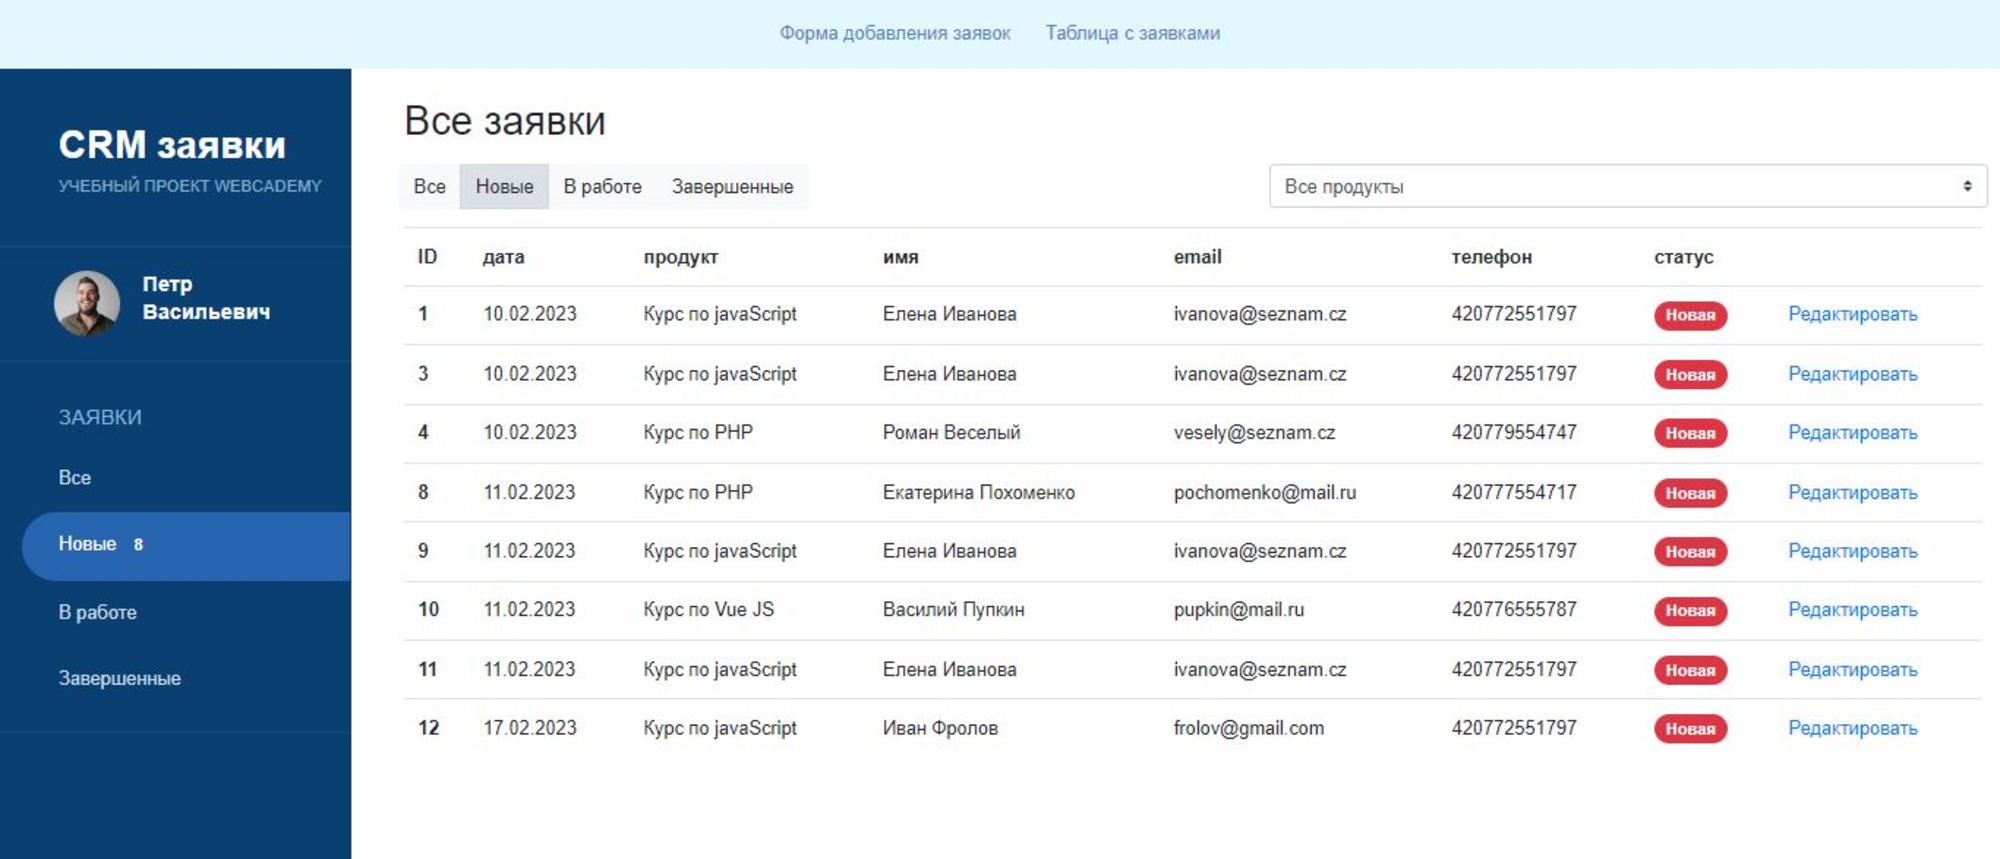 Форма добавления заявок Таблица с заявками
CRM заявки
УЧЕБНЫЙ ПРОЕКТ WEBCADEMY
Петр
Васильевич
ЗАЯВКИ
Все
Новые 8
В работе
Завершенные
Все заявки
Все Новые В работе Завершенные Все продукты
ID дата продукт имя email телефон статус
1 10.02.2023 Курс по javaScript Елена Иванова ivanova@seznam.cz 420772551797 Новая Редактировать
3 10.02.2023 Курс по javaScript Елена Иванова ivanova@seznam.cz 420772551797 Новая Редактировать
4 10.02.2023 Курс по PHP Роман Веселый vesely@seznam.cz 420779554747 Новая Редактировать
8 11.02.2023 Курс по PHP Екатерина Похоменко pochomenko@mail.ru 420777554717 Новая Редактировать
9 11.02.2023 Курс по javaScript Елена Иванова ivanova@seznam.cz 420772551797 Новая Редактировать
10 11.02.2023 Курс по Vue JS Василий Пупкин pupkin@mail.ru 420776555787 Новая Редактировать
11 11.02.2023 Курс по javaScript Елена Иванова ivanova@seznam.cz 420772551797 Новая Редактировать
12 17.02.2023 Курс по javaScript Иван Фролов frolov@gmail.com 420772551797 Новая Редактировать